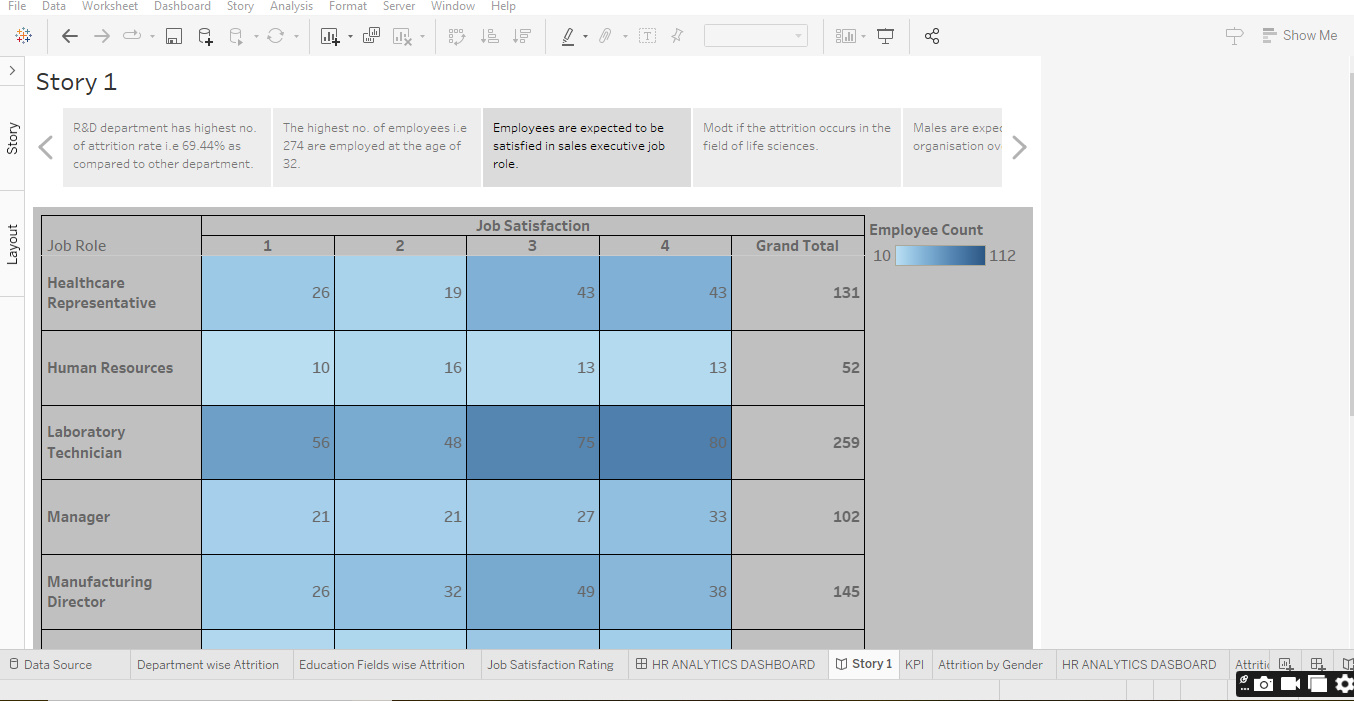 File Data Worksheet Dashboard Story Analysis Format Server Window Help
Show Me
Story
Layout
Story 1
R&D department has highest no.
of attrition rate i.e 69.44% as
compared to other department.
The highest no. of employees i.e
274 are employed at the age of
32.
Employees are expected to be
satisfied in sales executive job
role.
Modt if the attrition occurs in the
field of life sciences.
Males are expec
organisation ov
Job Satisfaction
Job Role 1 2 3 4 Grand Total
Healthcare
Representative 26 19 43 43 131
Human Resources 10 16 13 13 52
Laboratory
Technician 56 48 75 80 259
Manager 21 21 27 33 102
Manufacturing
Director 26 32 49 38 145
Employee Count
10 112
Data Source Department wise Attrition Education Fields wise Attrition Job Satisfaction Rating HR ANALYTICS DASHBOARD Story 1 KPI Attrition by Gender HR ANALYTICS DASBOARD Attriti